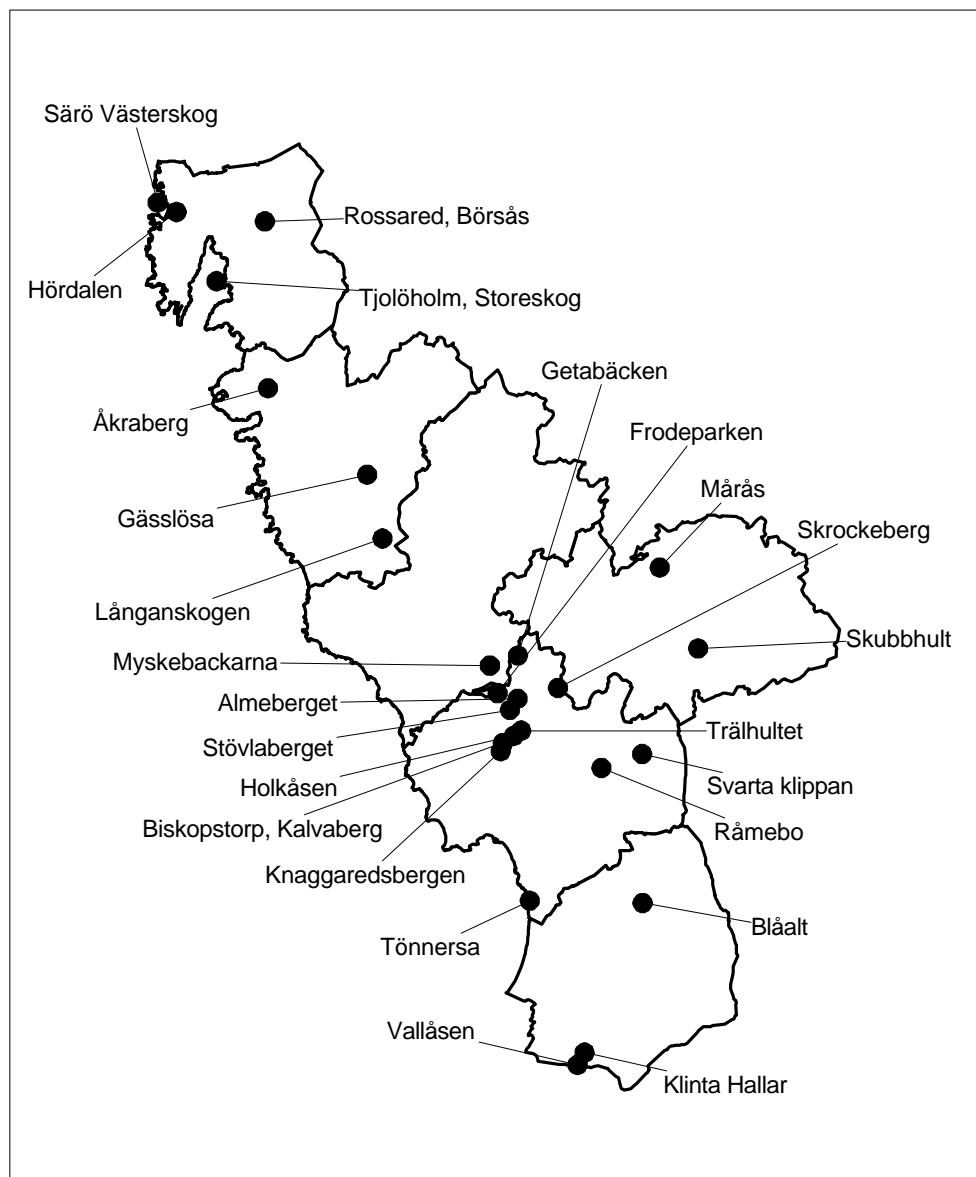 Särö Västerskog
Rossared, Börsås
Hördalen
Tjolöholm, Storeskog
Getabäcken
Åkraberg
Frodeparken
Mårås
Gässlösa
Skrockeberg
Långanskogen
Skubbhult
Myskebackarna
Almeberget
Trälhultet
Stövlaberget
Svarta klippan
Holkåsen
Biskopstorp, Kalvaberg
Råmebo
Knaggaredsbergen
Blåalt
Tönnersa
Vallåsen
Klinta Hallar